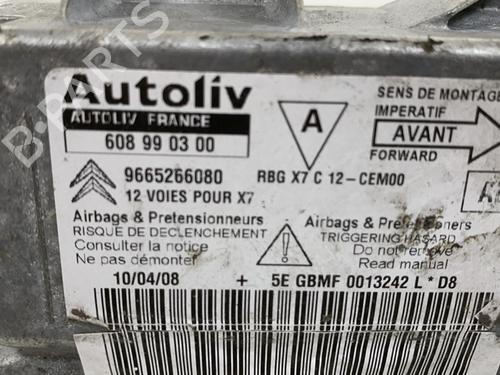 Autoliv
AUTOLIV FRANCE
608 99 03 00
9665266080
12 VOIES POUR X7
Airbags & Pretensionneurs
RISQUE DE DECLENCHEMENT
Consulter la notice
Ne pas démonter
A
RBG X7 C 12-CEM00
SENS DE MONTAGE
IMPERATIF
AVANT
FORWARD
Airbags & Pretensioners
TRIGGERING HASARD
Do not remove
Read manual
10/04/08 + 5E GBMF 0013242 L * D8
B-PARTS